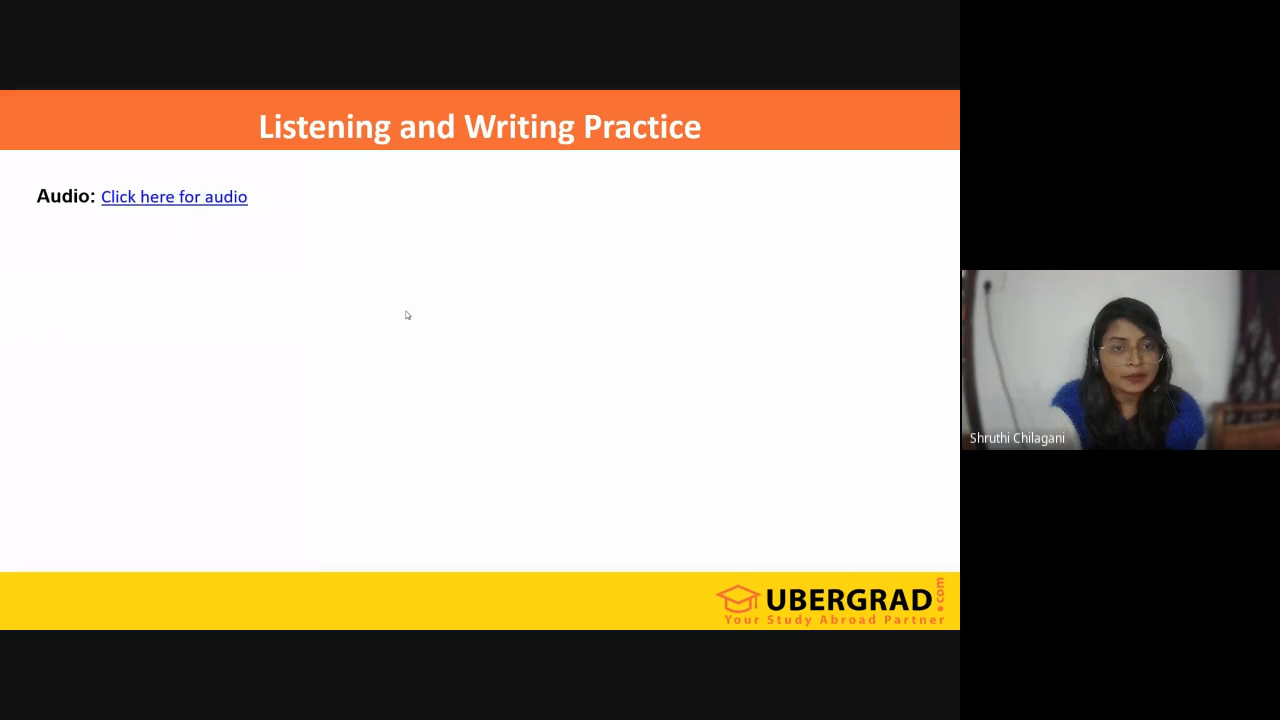 Listening and Writing Practice
Audio: Click here for audio
Shruthi Chilagani
UBERGRAD.com
Your Study Abroad Partner